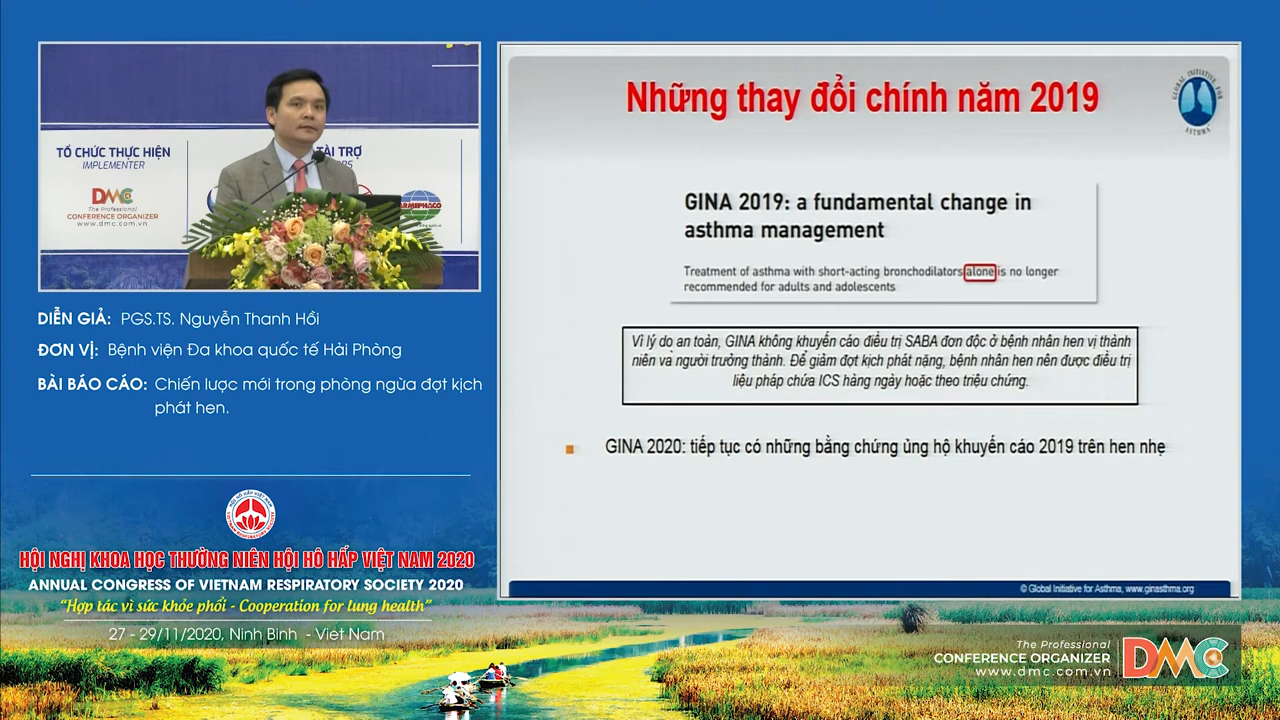 TỔ CHỨC THỰC HIỆN
IMPLEMENTER
DMC
The Professional
CONFERENCE ORGANIZER
www.dmc.com.vn
TÀI TRỢ
DIỄN GIẢ: PGS.TS. Nguyễn Thanh Hồi
ĐƠN VỊ: Bệnh viện Đa khoa quốc tế Hải Phòng
BÀI BÁO CÁO: Chiến lược mới trong phòng ngừa đợt kịch
phát hen.
HỘI NGHỊ KHOA HỌC THƯỜNG NIÊN HỘI HÔ HẤP VIỆT NAM 2020
ANNUAL CONGRESS OF VIETNAM RESPIRATORY SOCIETY 2020
“Hợp tác vì sức khỏe phổi - Cooperation for lung health”
27 - 29/11/2020, Ninh Binh - Viet Nam
Những thay đổi chính năm 2019
GLOBAL INITIATIVE FOR
ASTHMA
GINA 2019: a fundamental change in
asthma management
Treatment of asthma with short-acting bronchodilators alone is no longer
recommended for adults and adolescents
Vì lý do an toàn, GINA không khuyến cáo điều trị SABA đơn độc ở bệnh nhân hen vị thành
niên và người trưởng thành. Để giảm đợt kịch phát nặng, bệnh nhân hen nên được điều trị
liệu pháp chứa ICS hàng ngày hoặc theo triệu chứng.
GINA 2020: tiếp tục có những bằng chứng ủng hộ khuyến cáo 2019 trên hen nhẹ
© Global Initiative for Asthma, www.ginasthma.org
The Professional
CONFERENCE ORGANIZER
www.dmc.com.vn
DMC